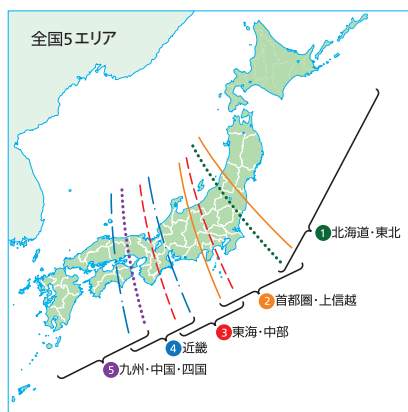 全国5エリア
1北海道・東北
2首都圏・上信越
3東海・中部
4近畿
5九州・中国・四国